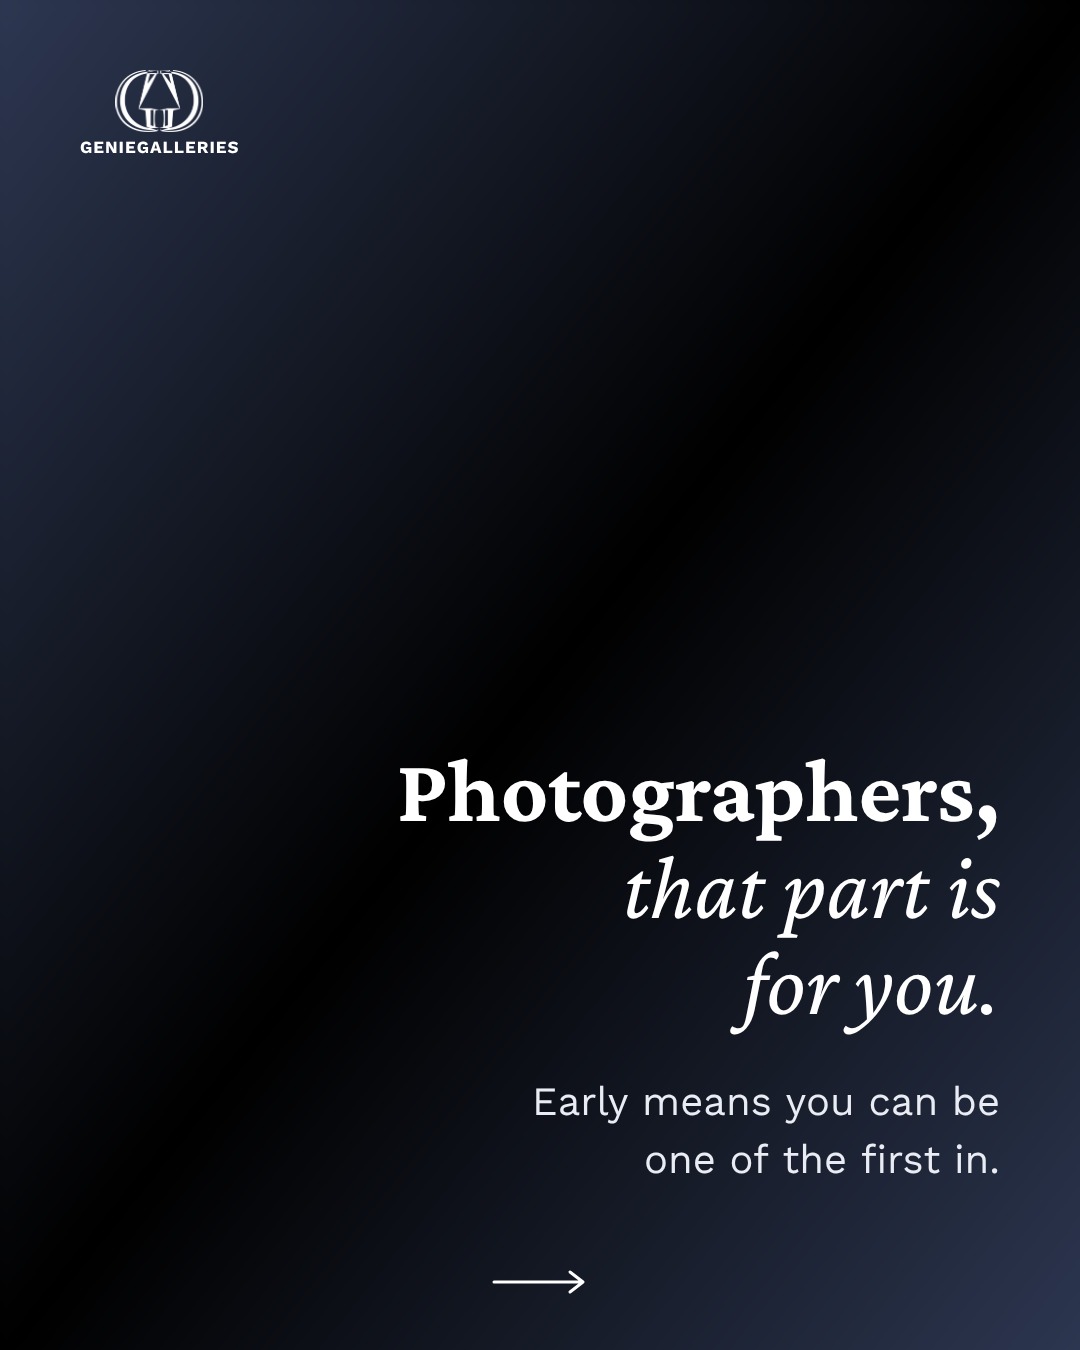 GENIEGALLERIES
Photographers,
that part is
for you.
Early means you can be
one of the first in.